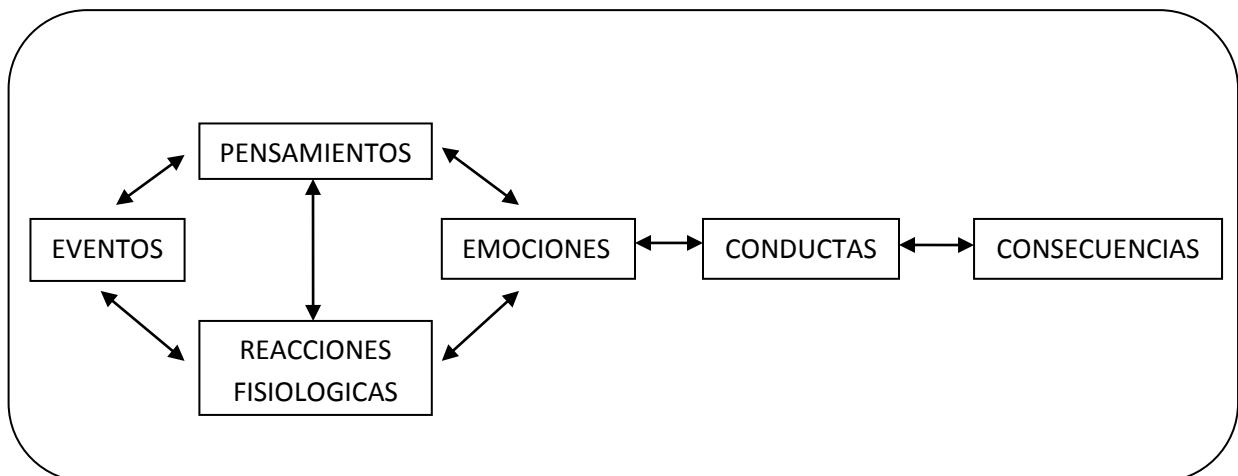 PENSAMIENTOS
EVENTOS
EMOCIONES
CONDUCTAS
CONSECUENCIAS
REACCIONES
FISIOLOGICAS